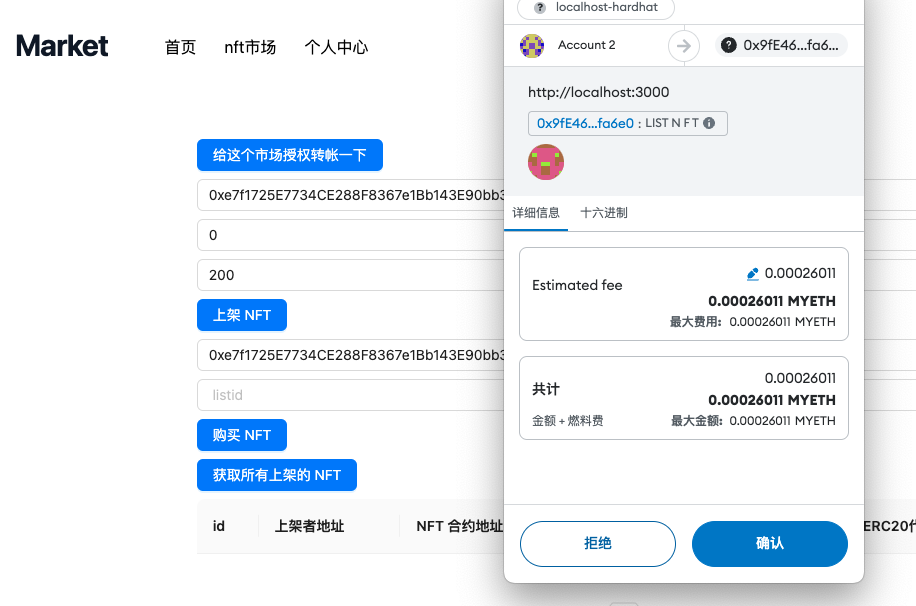 localhost-hardhat
Market 首页 nft市场 个人中心
Account 2 0x9fE46...fa6...
http://localhost:3000
0x9fE46...fa6e0 : LIST N F T
给这个市场授权转帐一下
0xe7f1725E7734CE288F8367e1Bb143E90bb3
0
200
上架 NFT
0xe7f1725E7734CE288F8367e1Bb143E90bb3
listid
购买 NFT
获取所有上架的 NFT
id 上架者地址 NFT 合约地址 ERC20代
详细信息 十六进制
Estimated fee 0.00026011
0.00026011 MYETH
最大费用: 0.00026011 MYETH
共计 0.00026011
0.00026011 MYETH
金额 + 燃料费 最大金额: 0.00026011 MYETH
拒绝 确认